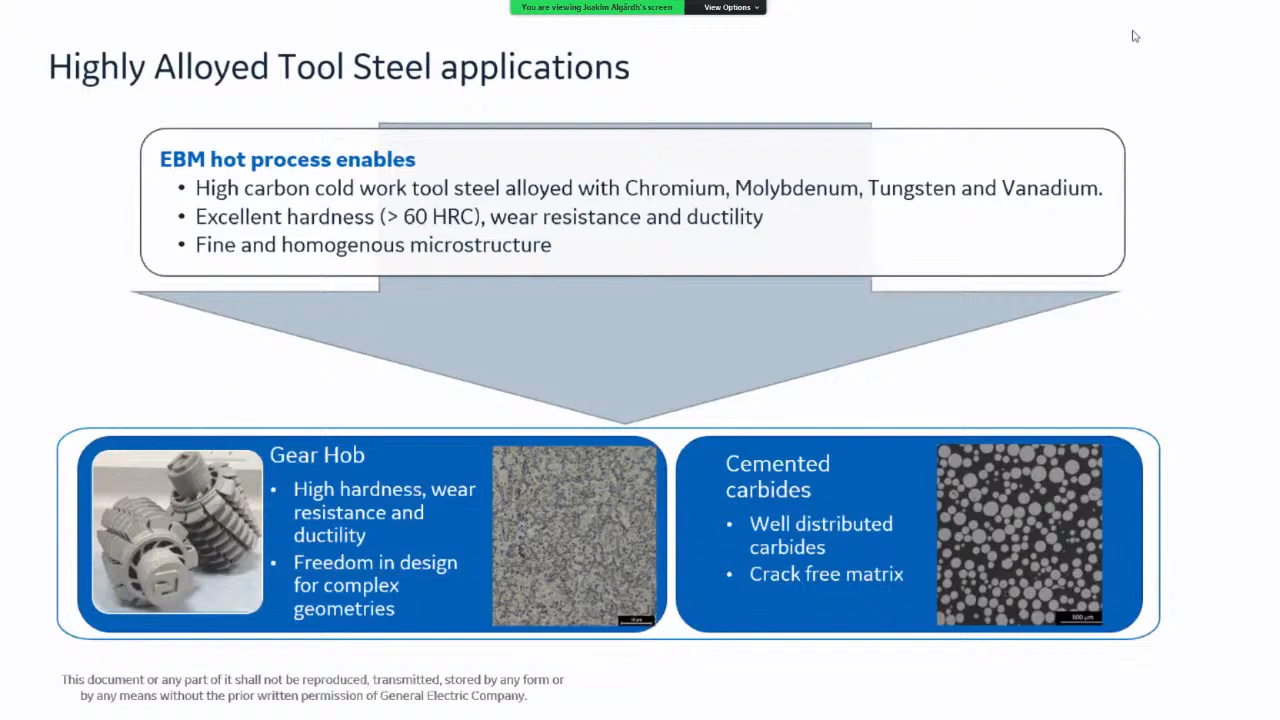 You are viewing Joakim Algårdh's screen View Options
Highly Alloyed Tool Steel applications
EBM hot process enables
• High carbon cold work tool steel alloyed with Chromium, Molybdenum, Tungsten and Vanadium.
• Excellent hardness (> 60 HRC), wear resistance and ductility
• Fine and homogenous microstructure
Gear Hob
• High hardness, wear
resistance and
ductility
• Freedom in design
for complex
geometries
Cemented
carbides
• Well distributed
carbides
• Crack free matrix
500 µm
This document or any part of it shall not be reproduced, transmitted, stored by any form or
by any means without the prior written permission of General Electric Company.